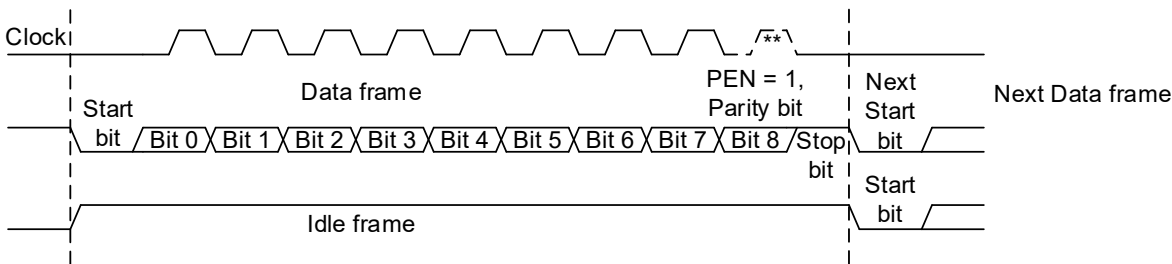 Clock
**
Data frame
PEN = 1,
Parity bit
Next
Start
bit
Next Data frame
Start
bit
Bit 0 Bit 1 Bit 2 Bit 3 Bit 4 Bit 5 Bit 6 Bit 7 Bit 8 Stop
bit
Idle frame
Start
bit